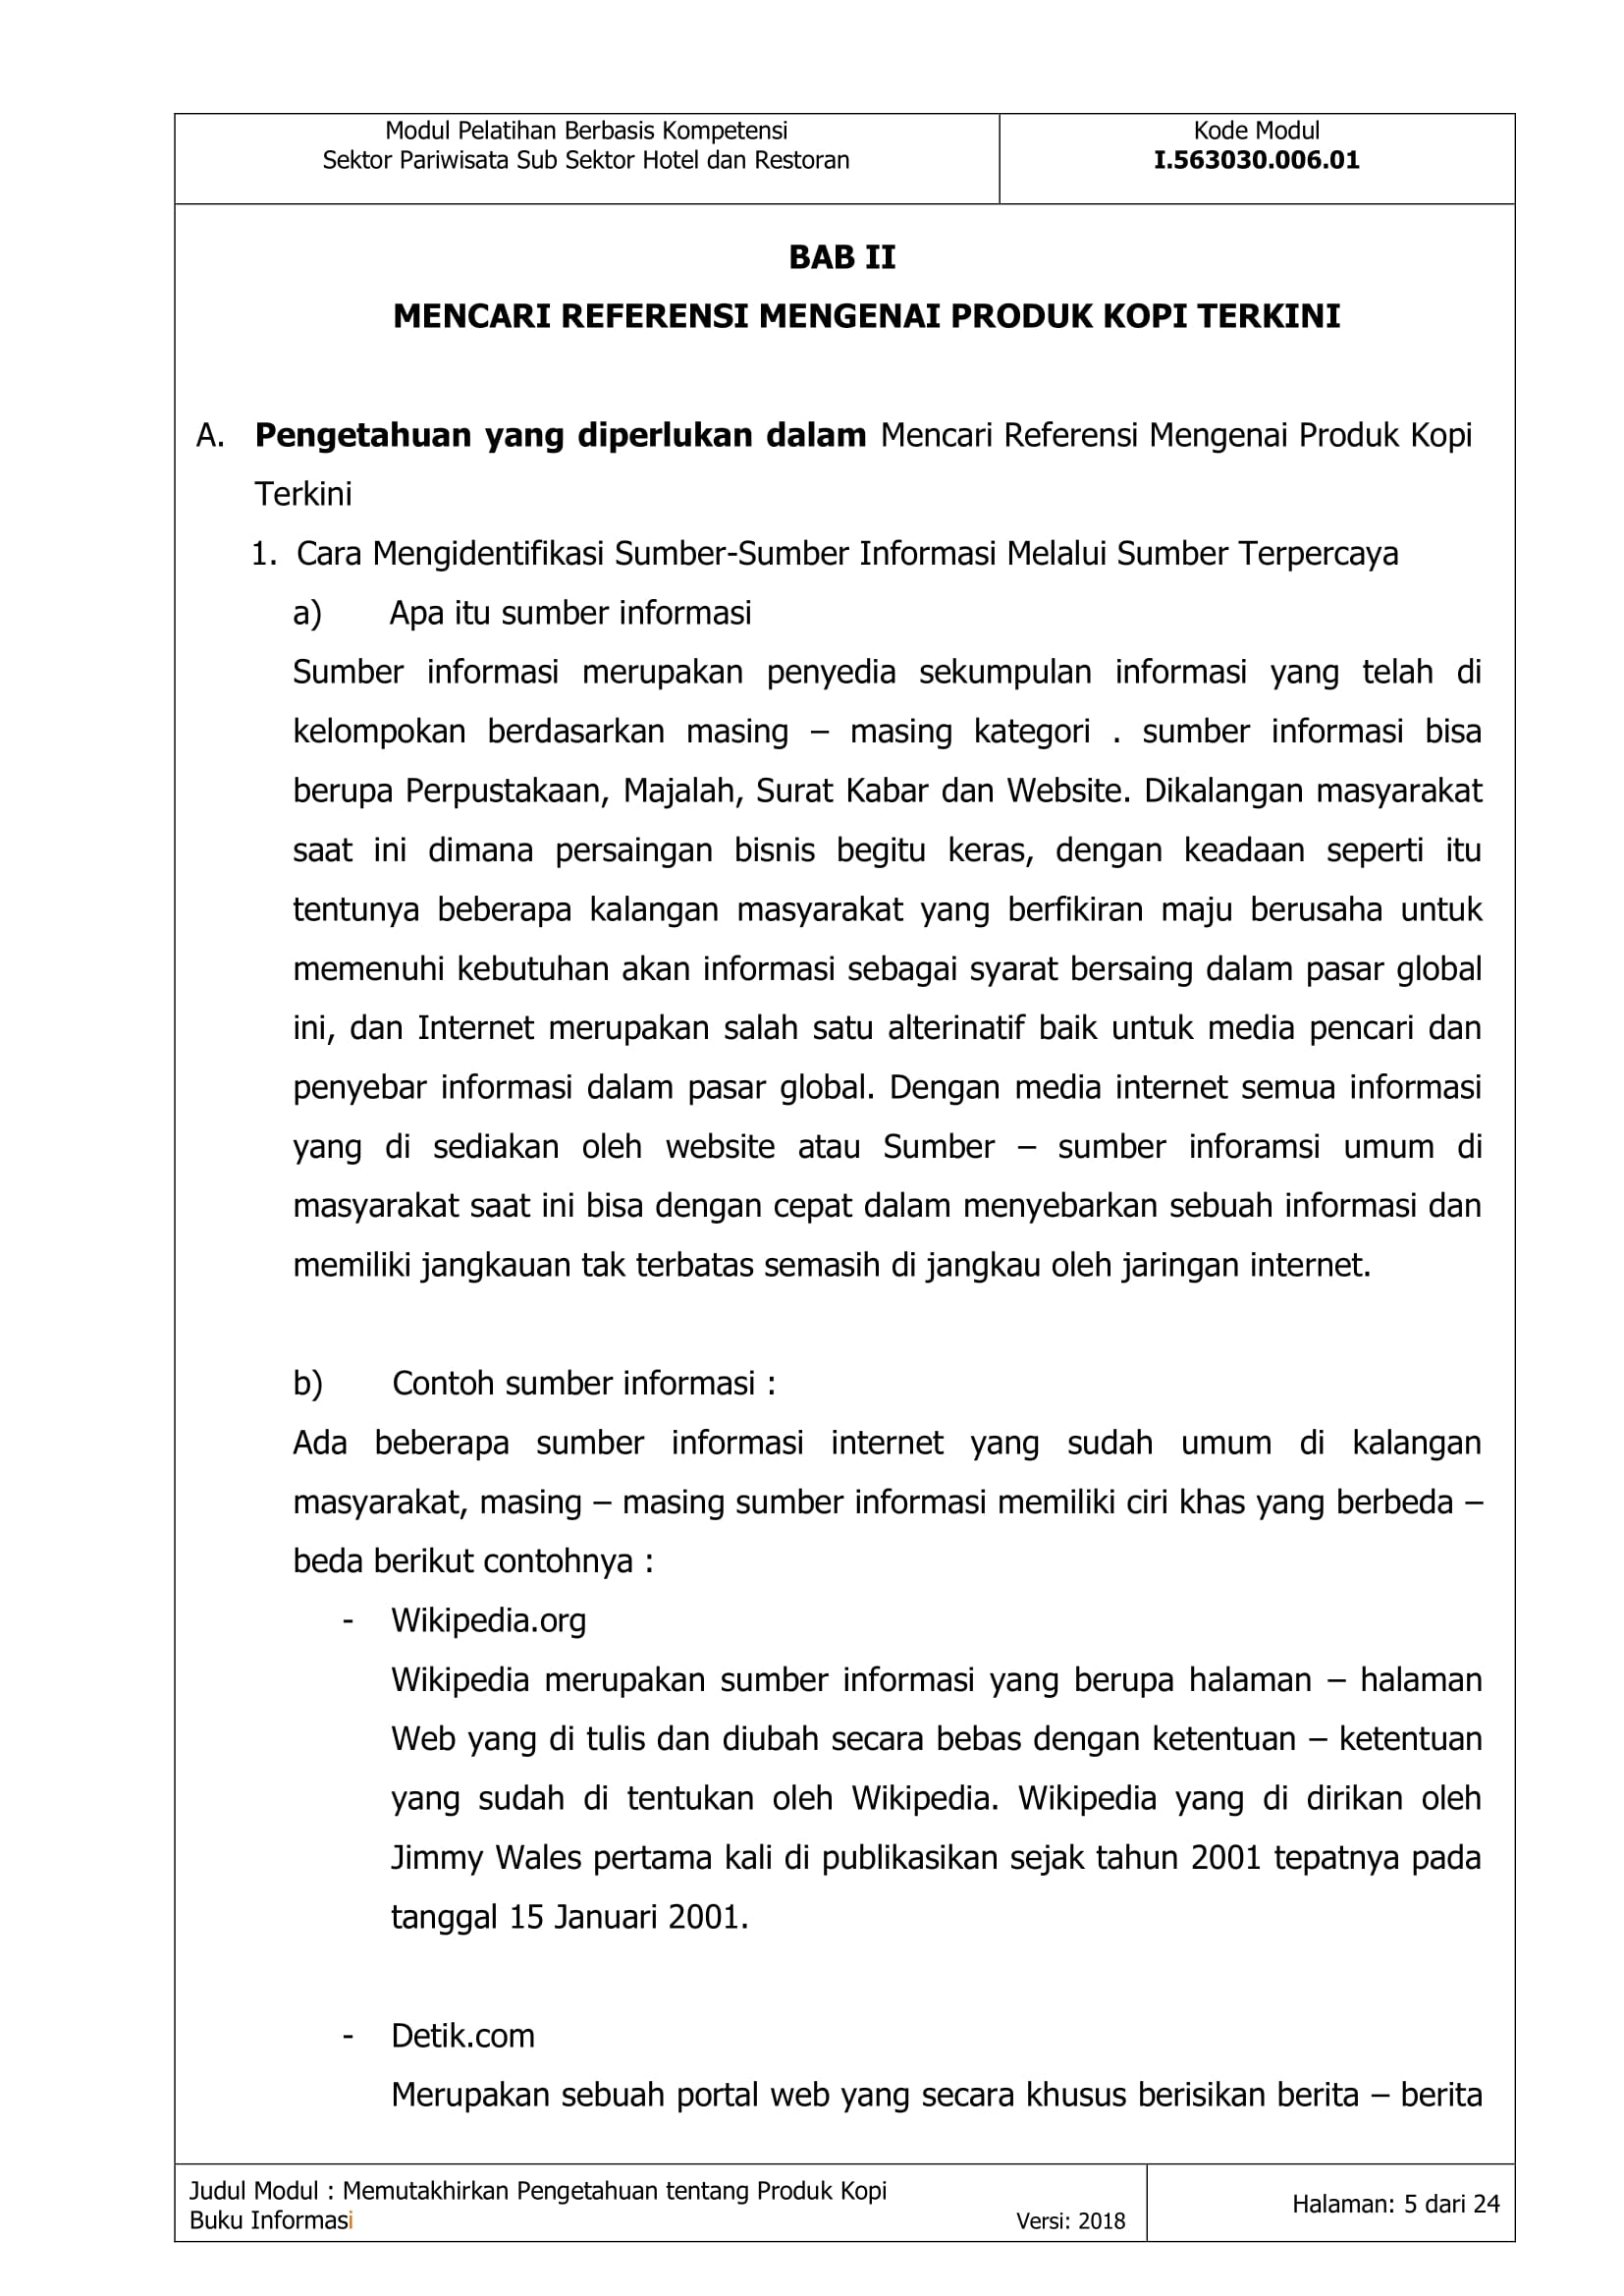 Modul Pelatihan Berbasis Kompetensi
Sektor Pariwisata Sub Sektor Hotel dan Restoran
Kode Modul
I.563030.006.01
BAB II
MENCARI REFERENSI MENGENAI PRODUK KOPI TERKINI
A. Pengetahuan yang diperlukan dalam Mencari Referensi Mengenai Produk Kopi
Terkini
1. Cara Mengidentifikasi Sumber-Sumber Informasi Melalui Sumber Terpercaya
a) Apa itu sumber informasi
Sumber informasi merupakan penyedia sekumpulan informasi yang telah di
kelompokan berdasarkan masing – masing kategori . sumber informasi bisa
berupa Perpustakaan, Majalah, Surat Kabar dan Website. Dikalangan masyarakat
saat ini dimana persaingan bisnis begitu keras, dengan keadaan seperti itu
tentunya beberapa kalangan masyarakat yang berfikiran maju berusaha untuk
memenuhi kebutuhan akan informasi sebagai syarat bersaing dalam pasar global
ini, dan Internet merupakan salah satu alterinatif baik untuk media pencari dan
penyebar informasi dalam pasar global. Dengan media internet semua informasi
yang di sediakan oleh website atau Sumber – sumber inforamsi umum di
masyarakat saat ini bisa dengan cepat dalam menyebarkan sebuah informasi dan
memiliki jangkauan tak terbatas semasih di jangkau oleh jaringan internet.
b) Contoh sumber informasi :
Ada beberapa sumber informasi internet yang sudah umum di kalangan
masyarakat, masing – masing sumber informasi memiliki ciri khas yang berbeda –
beda berikut contohnya :
- Wikipedia.org
Wikipedia merupakan sumber informasi yang berupa halaman – halaman
Web yang di tulis dan diubah secara bebas dengan ketentuan – ketentuan
yang sudah di tentukan oleh Wikipedia. Wikipedia yang di dirikan oleh
Jimmy Wales pertama kali di publikasikan sejak tahun 2001 tepatnya pada
tanggal 15 Januari 2001.
- Detik.com
Merupakan sebuah portal web yang secara khusus berisikan berita – berita
Judul Modul : Memutakhirkan Pengetahuan tentang Produk Kopi
Buku Informasi Versi: 2018
Halaman: 5 dari 24